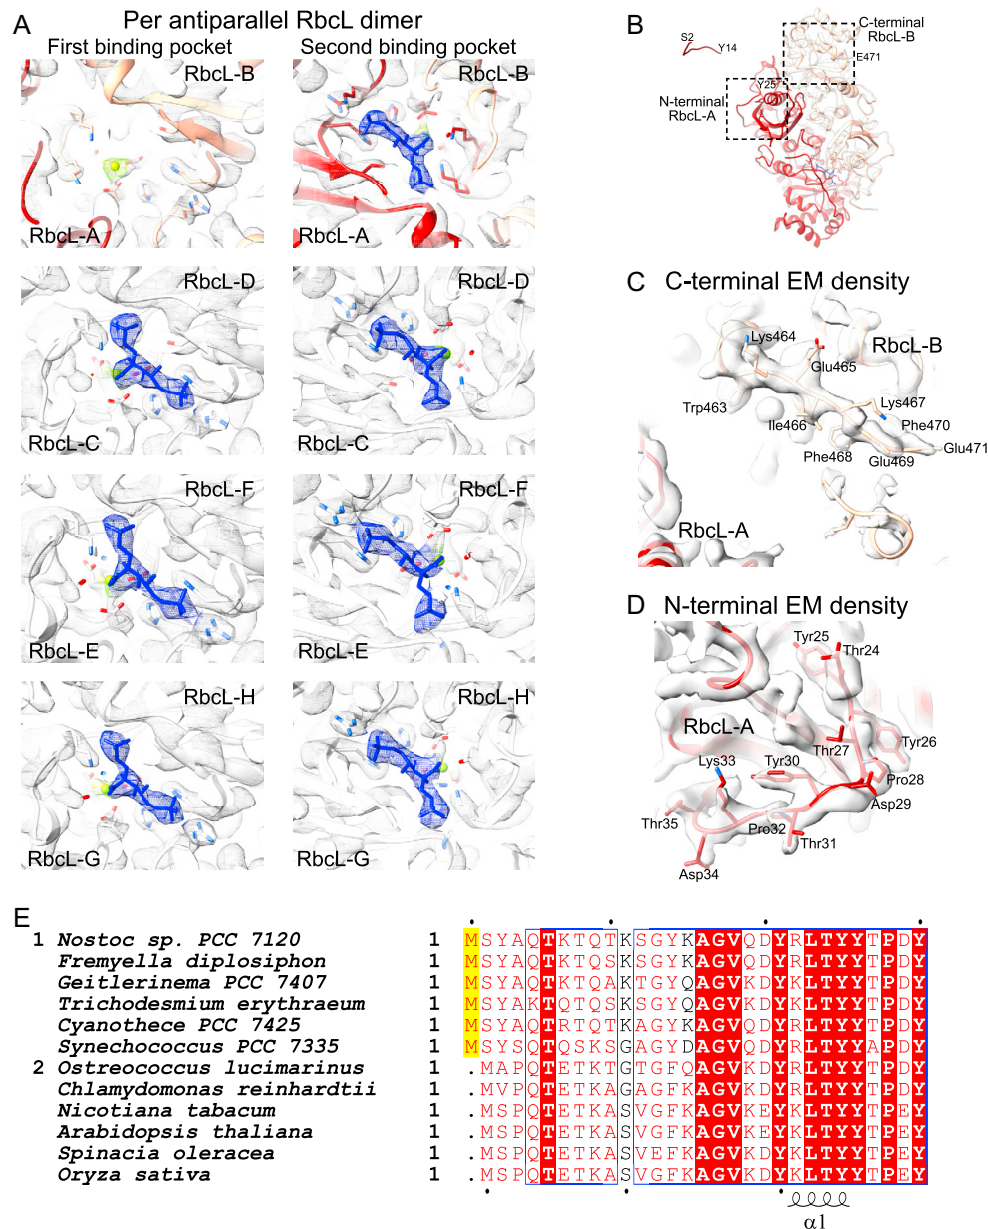 A
Per antiparallel RbcL dimer
First binding pocket
Second binding pocket
RbcL-B
RbcL-A
RbcL-B
RbcL-A
RbcL-D
RbcL-C
RbcL-D
RbcL-C
RbcL-F
RbcL-E
RbcL-F
RbcL-E
RbcL-H
RbcL-G
RbcL-H
RbcL-G
B
C-terminal
RbcL-B
S2
Y14
E471
Y25
N-terminal
RbcL-A
C C-terminal EM density
Lys464
RbcL-B
Glu465
Trp463
Lys467
Ile466
Phe470
Phe468
Glu469
Glu471
RbcL-A
D N-terminal EM density
Tyr25
Thr24
RbcL-A
Thr27
Tyr26
Lys33
Tyr30
Pro28
Asp29
Thr35
Pro32
Thr31
Asp34
E
1 Nostoc sp. PCC 7120 1 MSYAQTKTQTKSGYKAGVQDYRLTYYTPDY
Fremyella diplosiphon 1 MSYAQTKTQSKSGYKAGVQDYRLTYYTPDY
Geitlerinema PCC 7407 1 MSYAQTKTQAKTGYQAGVQDYKLTYYTPDY
Trichodesmium erythraeum 1 MSYAKTQTQSKSGYQAGVQDYKLTYYTPDY
Cyanothece PCC 7425 1 MSYAQTRTQTKAGYKAGVQDYRLTYYTPDY
Synechococcus PCC 7335 1 MSYSQTQSKSGAGYDAGVQDYRLTYYAPDY
2 Ostreococcus lucimarinus 1 .MAPQTETKTGTGFQAGVKDYRLTYYTPDY
Chlamydomonas reinhardtii 1 .MVPQTETKAGAGFKAGVKDYRLTYYTPDY
Nicotiana tabacum 1 .MSPQTETKASVGFKAGVKEYKLTYYTPEY
Arabidopsis thaliana 1 .MSPQTETKASVGFKAGVKEYKLTYYTPEY
Spinacia oleracea 1 .MSPQTETKASVEFKAGVKDYKLTYYTPEY
Oryza sativa 1 .MSPQTETKASVGFKAGVKDYKLTYYTPEY
α1